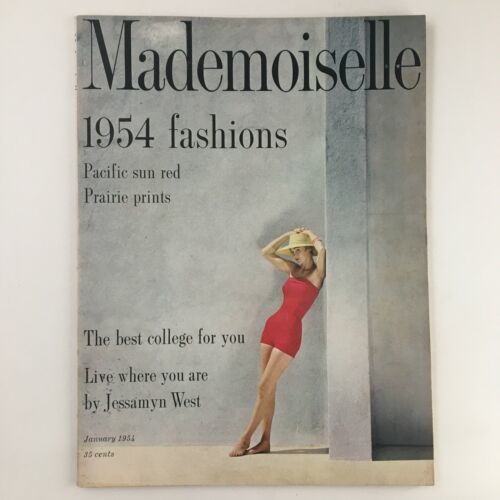 Mademoiselle
1954 fashions
Pacific sun red
Prairie prints
The best college for you
Live where you are
by Jessamyn West
January 1954
35 cents